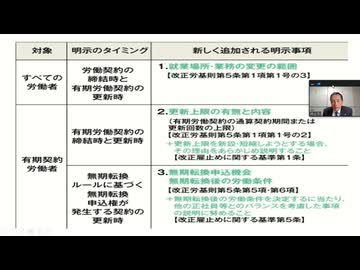 対象
明示のタイミング
新しく追加される明示事項
すべての
労働者
労働契約の
締結時と
有期労働契約の
更新時
1.就業場所・業務の変更の範囲
【改正労基則第5条第1項第1号の3】
有期契約
労働者
有期労働契約の
締結時と更新時
2.更新上限の有無と内容
(有期労働契約の通算契約期間または
更新回数の上限)
【改正労基則第5条第1項第1号の2】
+更新上限を新設・短縮しようとする場合、
その理由をあらかじめ説明すること
【改正雇止めに関する基準第1条】
無期転換
ルールに基づく
無期転換
申込権が
発生する契約の
更新時
3.無期転換申込機会
無期転換後の労働条件
【改正労基則第5条第5項・第6項】
+無期転換後の労働条件を決定するに当たり、
他の正社員等とのバランスを考慮した事項
の説明に努めること
【改正雇止めに関する基準第5条】